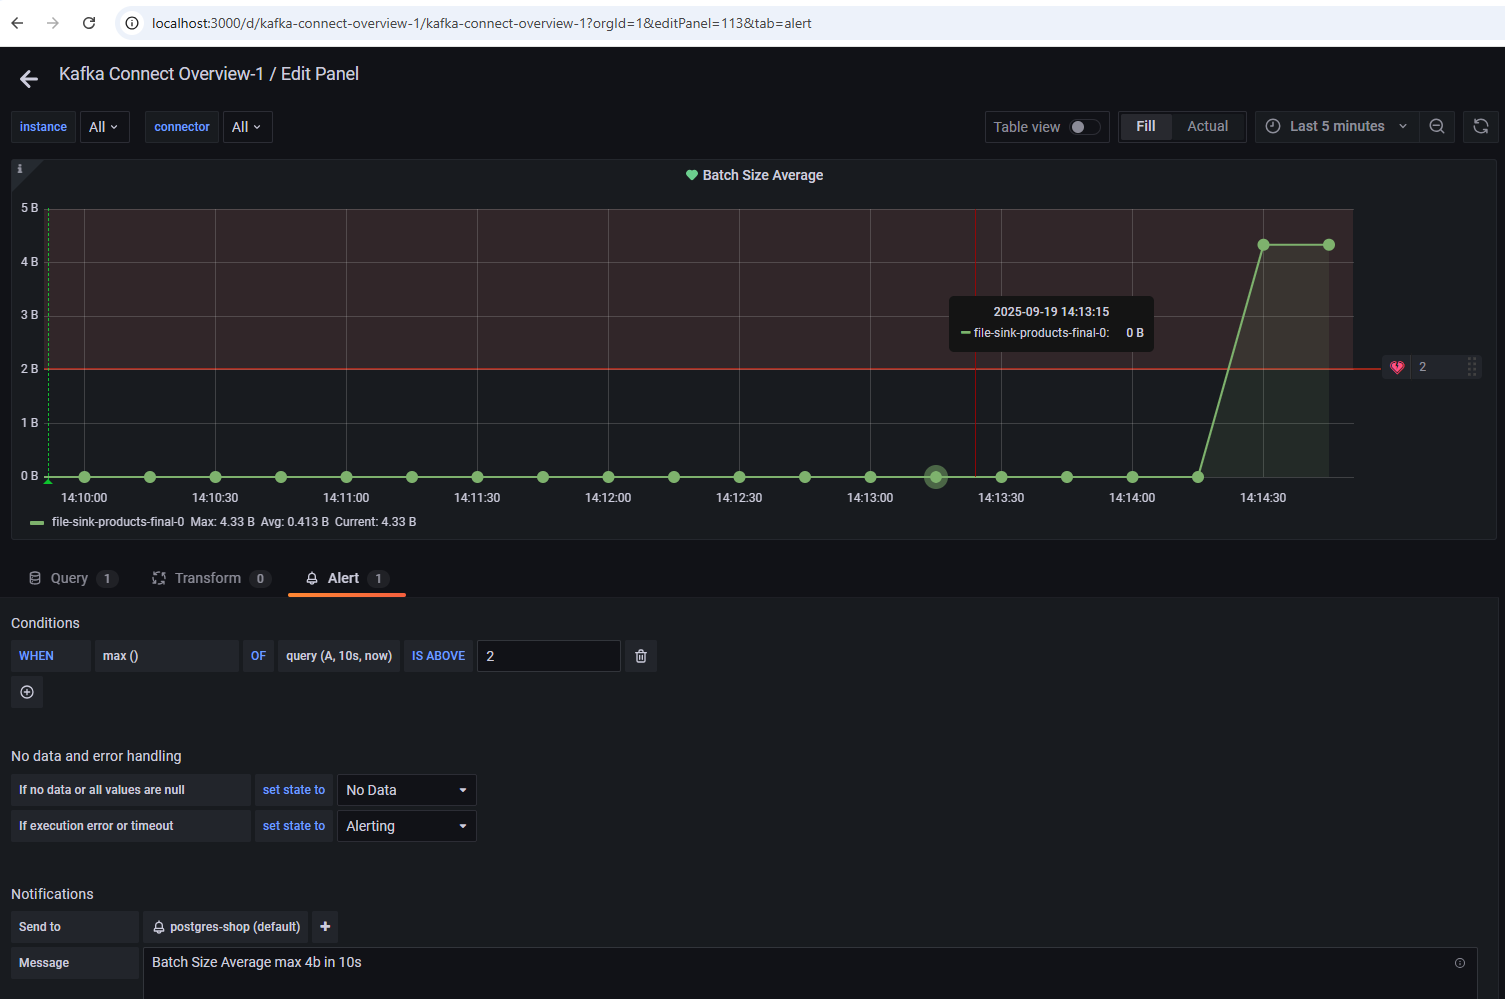 localhost:3000/d/kafka-connect-overview-1/kafka-connect-overview-1?orgId=1&editPanel=113&tab=alert
Kafka Connect Overview-1 / Edit Panel
instance All connector All Table view Fill Actual Last 5 minutes
i
Batch Size Average
5 B
4 B
3 B
2 B
1 B
0 B
2025-09-19 14:13:15
file-sink-products-final-0: 0 B
2
14:10:00 14:10:30 14:11:00 14:11:30 14:12:00 14:12:30 14:13:00 14:13:30 14:14:00 14:14:30
file-sink-products-final-0 Max: 4.33 B Avg: 0.413 B Current: 4.33 B
Query 1 Transform 0 Alert 1
Conditions
WHEN max () OF query (A, 10s, now) IS ABOVE 2
No data and error handling
If no data or all values are null set state to No Data
If execution error or timeout set state to Alerting
Notifications
Send to postgres-shop (default) +
Message Batch Size Average max 4b in 10s